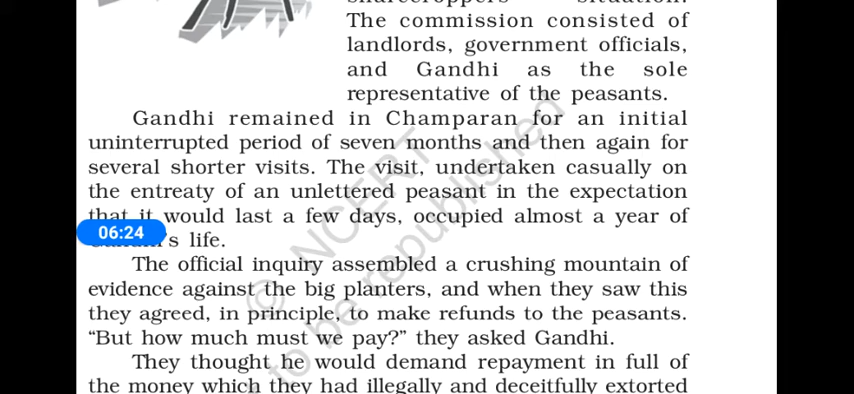 The commission consisted of
landlords, government officials,
and Gandhi as the sole
representative of the peasants.
Gandhi remained in Champaran for an initial
uninterrupted period of seven months and then again for
several shorter visits. The visit, undertaken casually on
the entreaty of an unlettered peasant in the expectation
that it would last a few days, occupied almost a year of
06:24
's life.
The official inquiry assembled a crushing mountain of
evidence against the big planters, and when they saw this
they agreed, in principle, to make refunds to the peasants.
“But how much must we pay?” they asked Gandhi.
They thought he would demand repayment in full of
the money which they had illegally and deceitfully extorted
© NCERT
to be republished